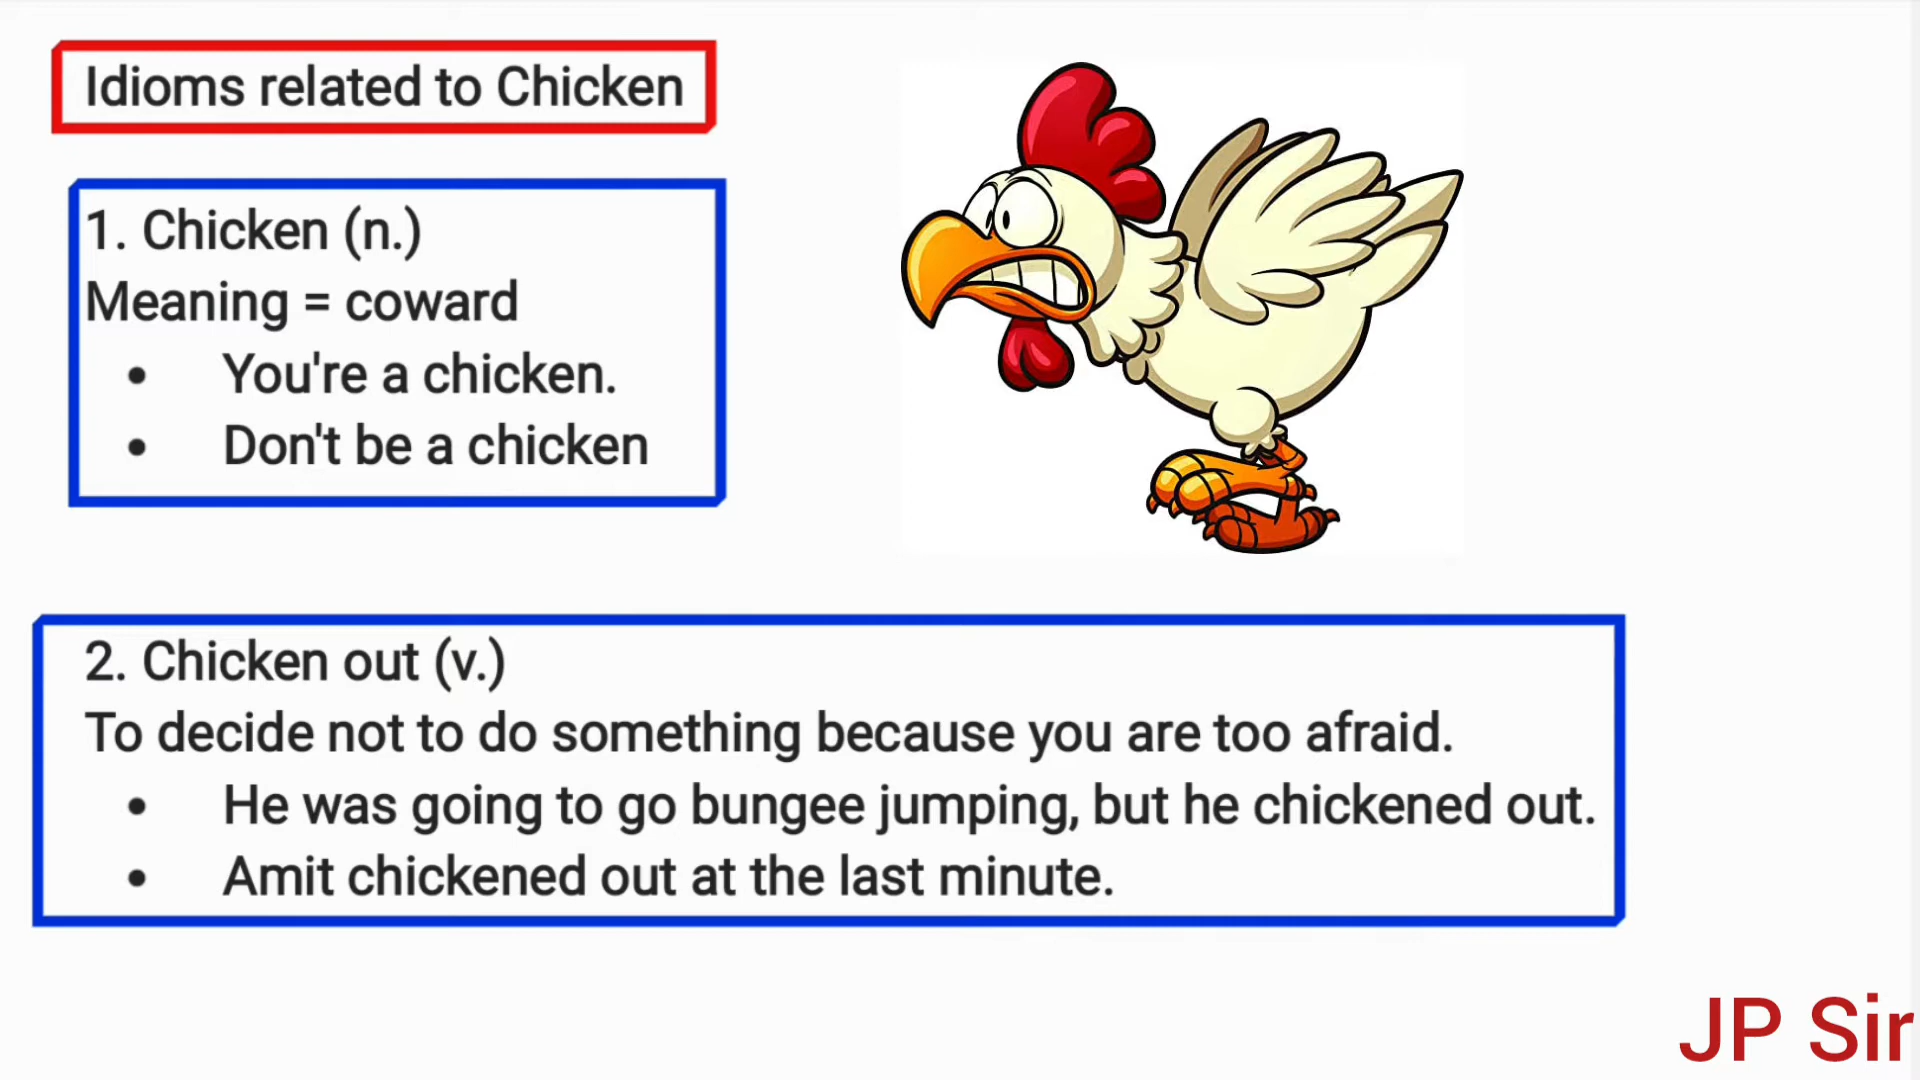 Idioms related to Chicken
1. Chicken (n.)
Meaning = coward
• You're a chicken.
• Don't be a chicken
2. Chicken out (v.)
To decide not to do something because you are too afraid.
• He was going to go bungee jumping, but he chickened out.
• Amit chickened out at the last minute.
JP Sir